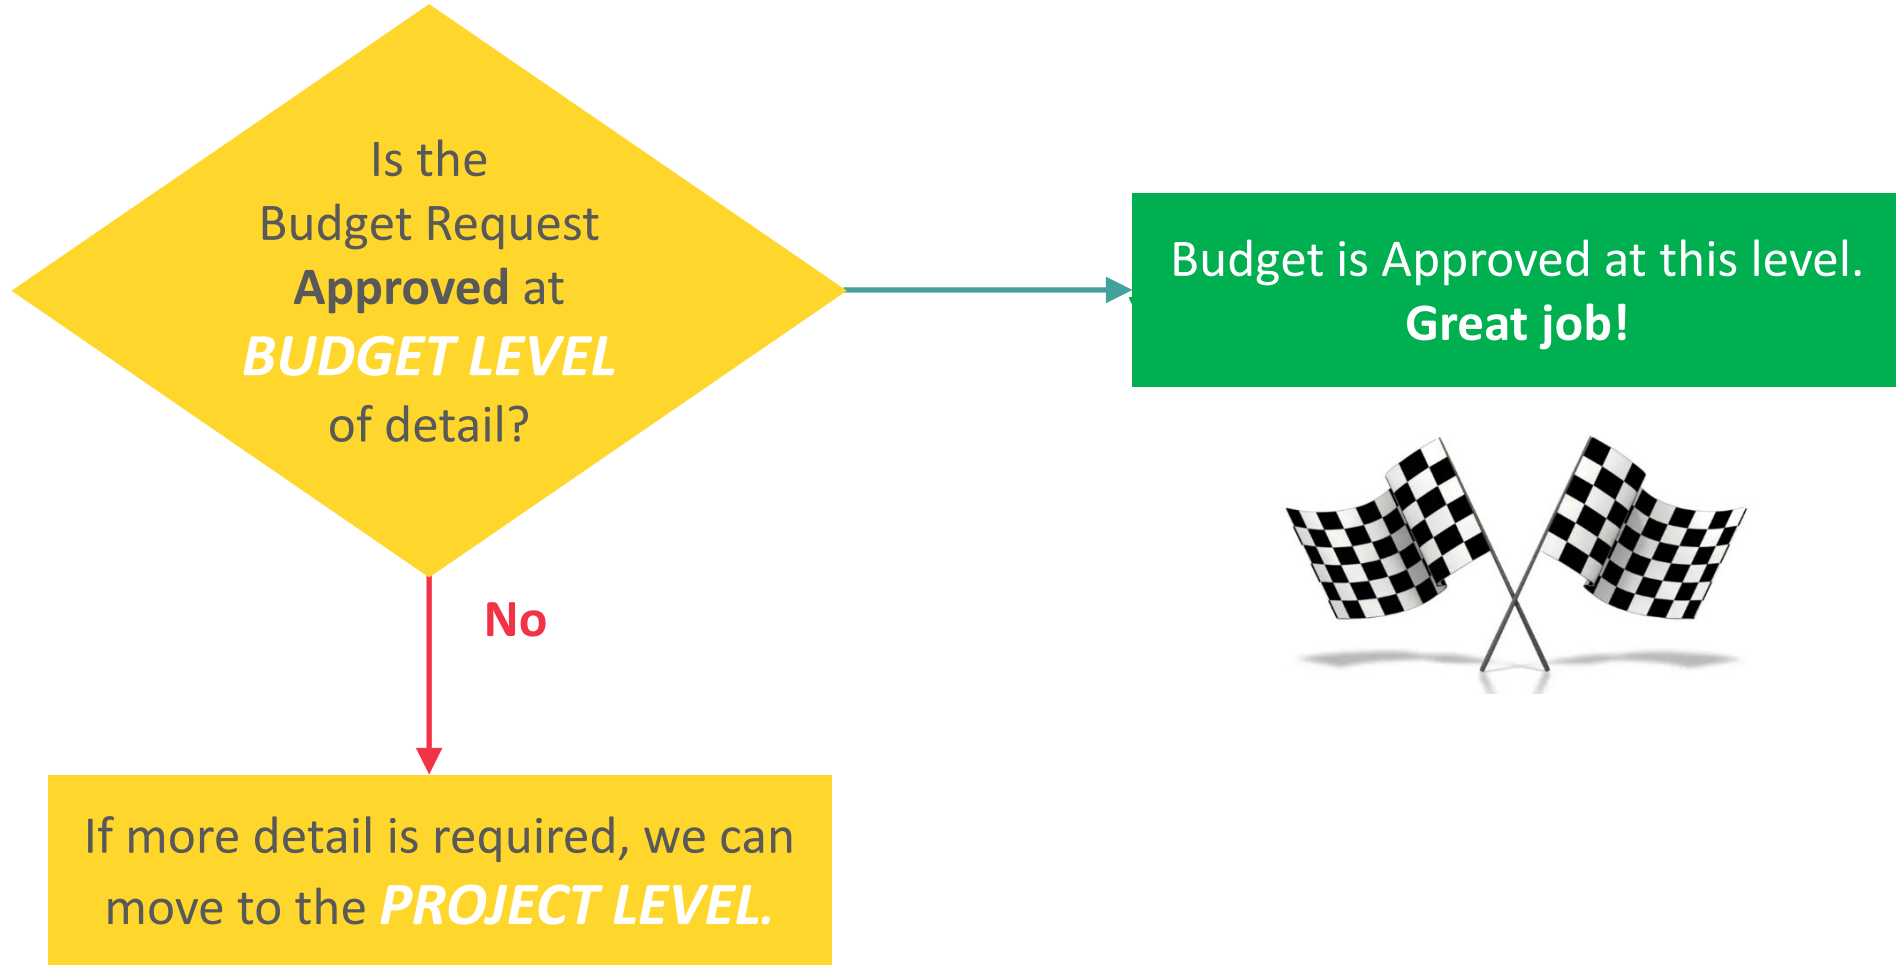 Is the
Budget Request
Approved at
BUDGET LEVEL
of detail?
Budget is Approved at this level.
Great job!
No
If more detail is required, we can
move to the PROJECT LEVEL.